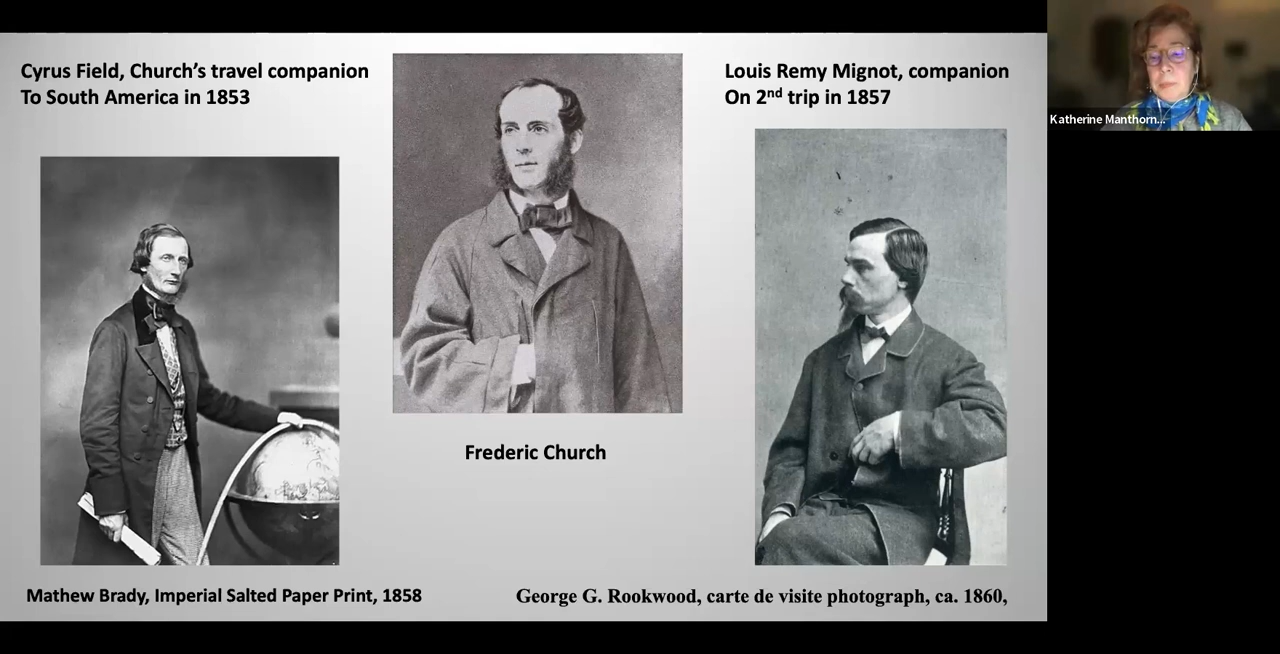 Cyrus Field, Church's travel companion
To South America in 1853
Louis Remy Mignot, companion
On 2nd trip in 1857
Katherine Manthorn...
Frederic Church
Mathew Brady, Imperial Salted Paper Print, 1858
George G. Rookwood, carte de visite photograph, ca. 1860,